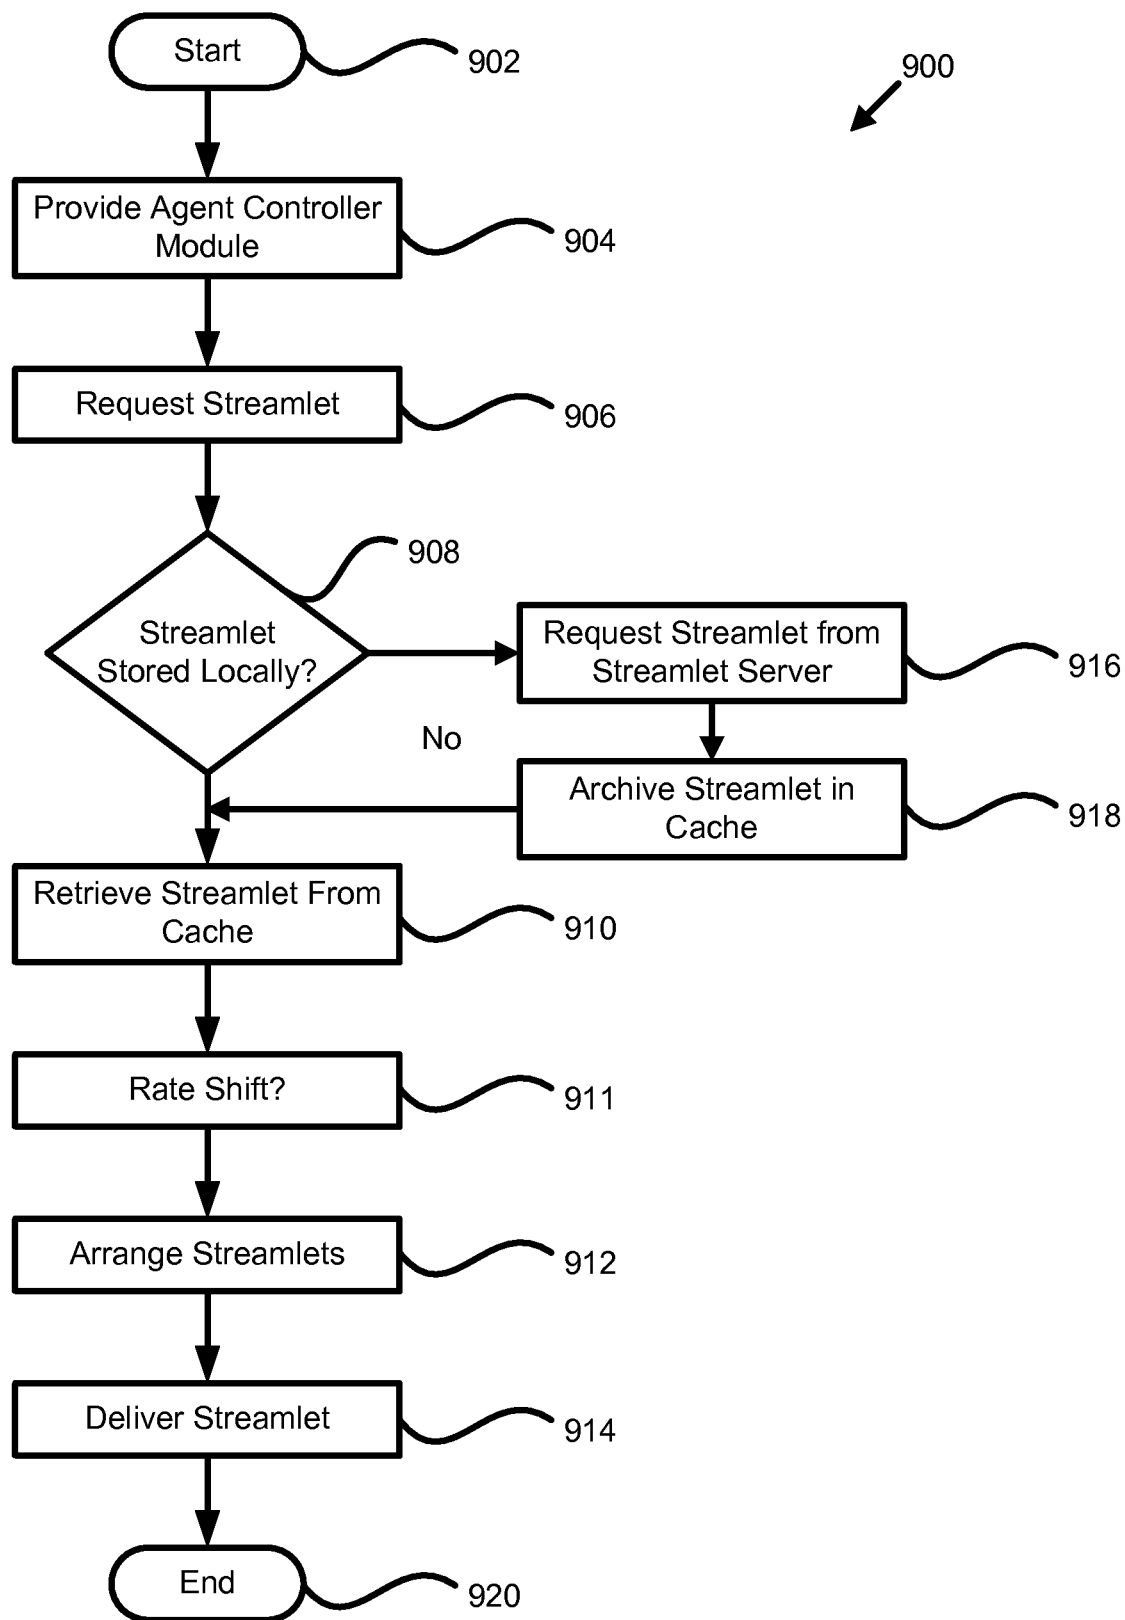 Start
902
900
Provide Agent Controller
Module
904
Request Streamlet
906
908
Streamlet
Stored Locally?
Request Streamlet from
Streamlet Server
916
No
Archive Streamlet in
Cache
918
Retrieve Streamlet From
Cache
910
Rate Shift?
911
Arrange Streamlets
912
Deliver Streamlet
914
End
920